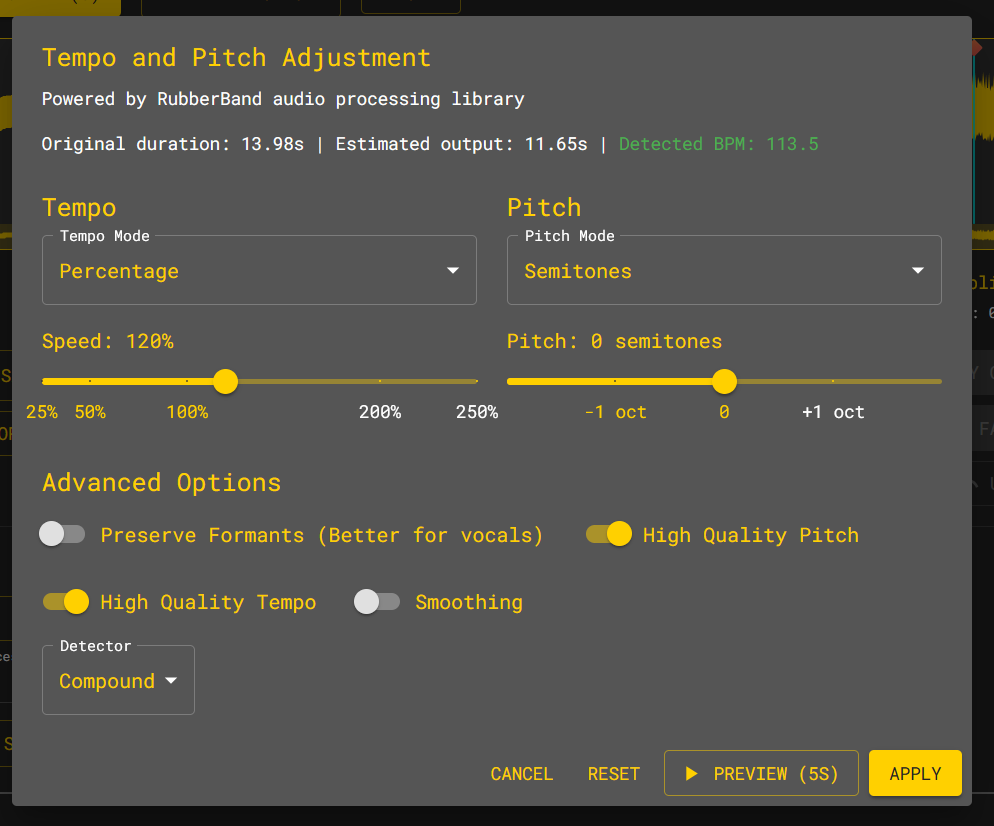 Tempo and Pitch Adjustment
Powered by RubberBand audio processing library
Original duration: 13.98s | Estimated output: 11.65s | Detected BPM: 113.5
Tempo
Pitch
Tempo Mode
Pitch Mode
Percentage
Semitones
Speed: 120%
Pitch: 0 semitones
25% 50% 100% 200% 250%
-1 oct 0 +1 oct
Advanced Options
Preserve Formants (Better for vocals)
High Quality Pitch
High Quality Tempo
Smoothing
Detector
Compound
CANCEL
RESET
PREVIEW (5S)
APPLY